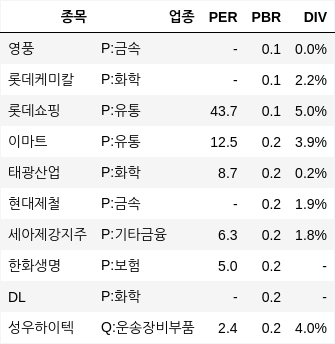 종목 업종 PER PBR DIV
영풍 P:금속 - 0.1 0.0%
롯데케미칼 P:화학 - 0.1 2.2%
롯데쇼핑 P:유통 43.7 0.1 5.0%
이마트 P:유통 12.5 0.2 3.9%
태광산업 P:화학 8.7 0.2 0.2%
현대제철 P:금속 - 0.2 1.9%
세아제강지주 P:기타금융 6.3 0.2 1.8%
한화생명 P:보험 5.0 0.2 -
DL P:화학 - 0.2 -
성우하이텍 Q:운송장비부품 2.4 0.2 4.0%